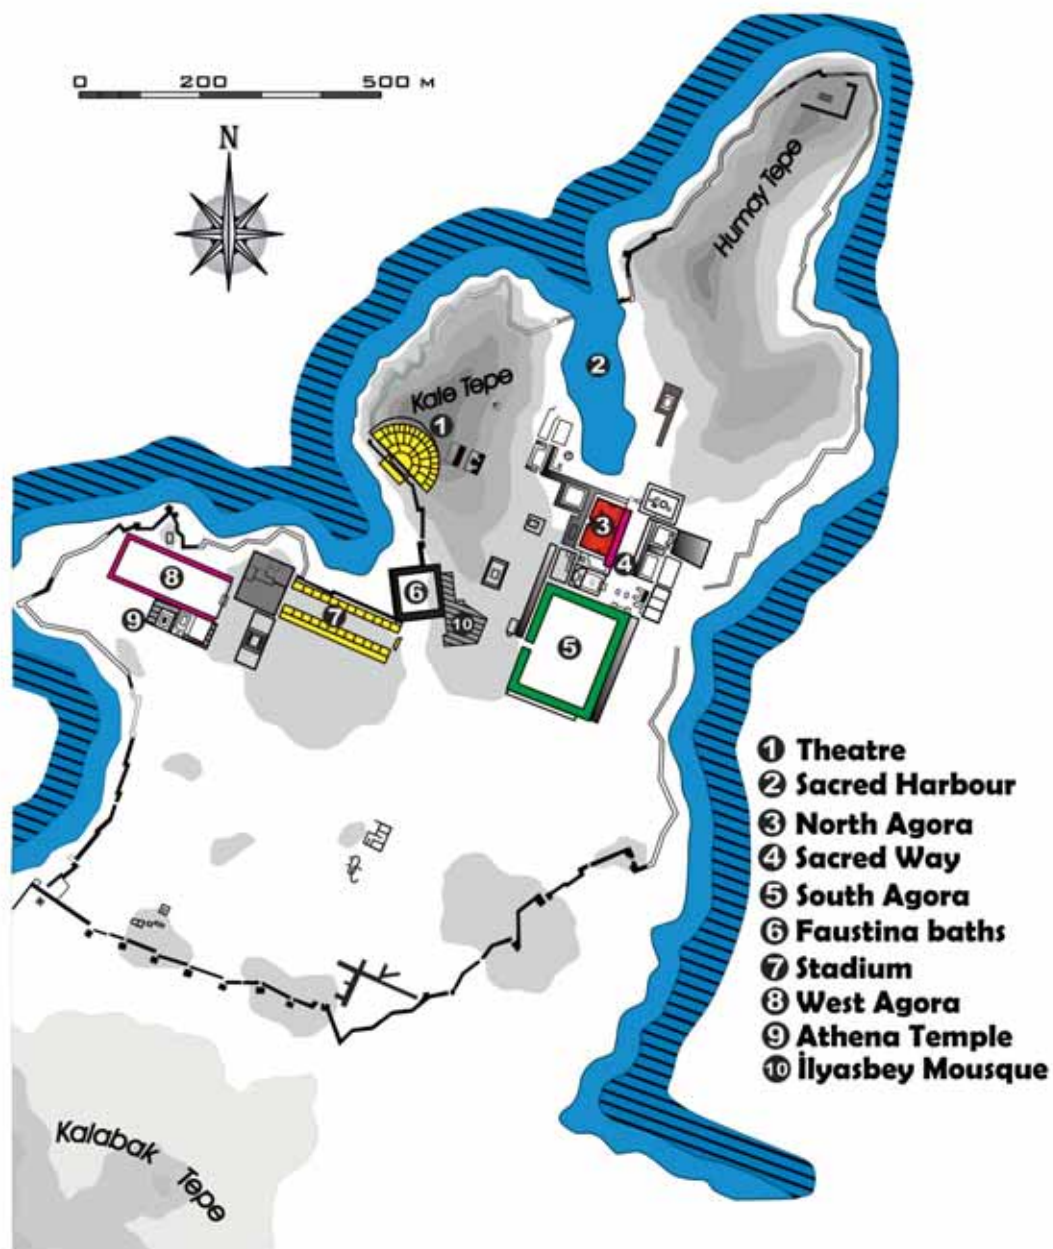 0 200 500 M
N
Humay Tepe
2
Kale Tepe
1
3
4
8
6
7
9
10
5
1 Theatre
2 Sacred Harbour
3 North Agora
4 Sacred Way
5 South Agora
6 Faustina baths
7 Stadium
8 West Agora
9 Athena Temple
10 İlyasbey Mousque
Kalabak Tepe